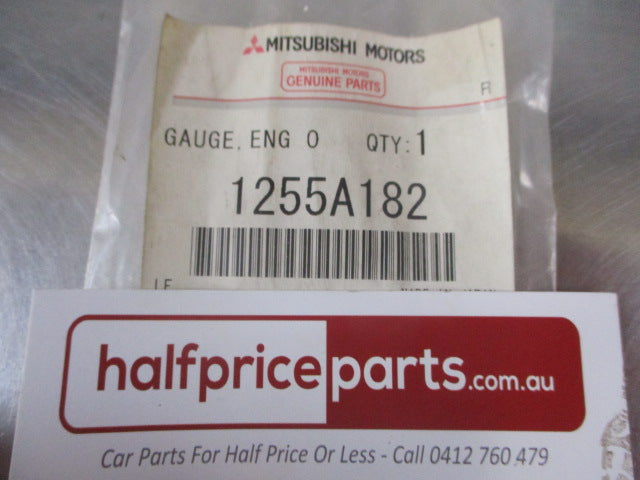 MITSUBISHI MOTORS
MITSUBISHI MOTORS
GENUINE PARTS
R
GAUGE, ENG O QTY: 1
1255A182
halfpriceparts.com.au
Car Parts For Half Price Or Less - Call 0412 760 479